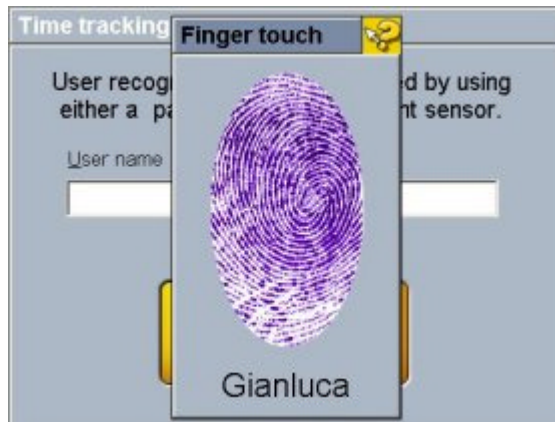 Time tracking
Finger touch
User recog d by using
either a pa nt sensor.
User name
Gianluca